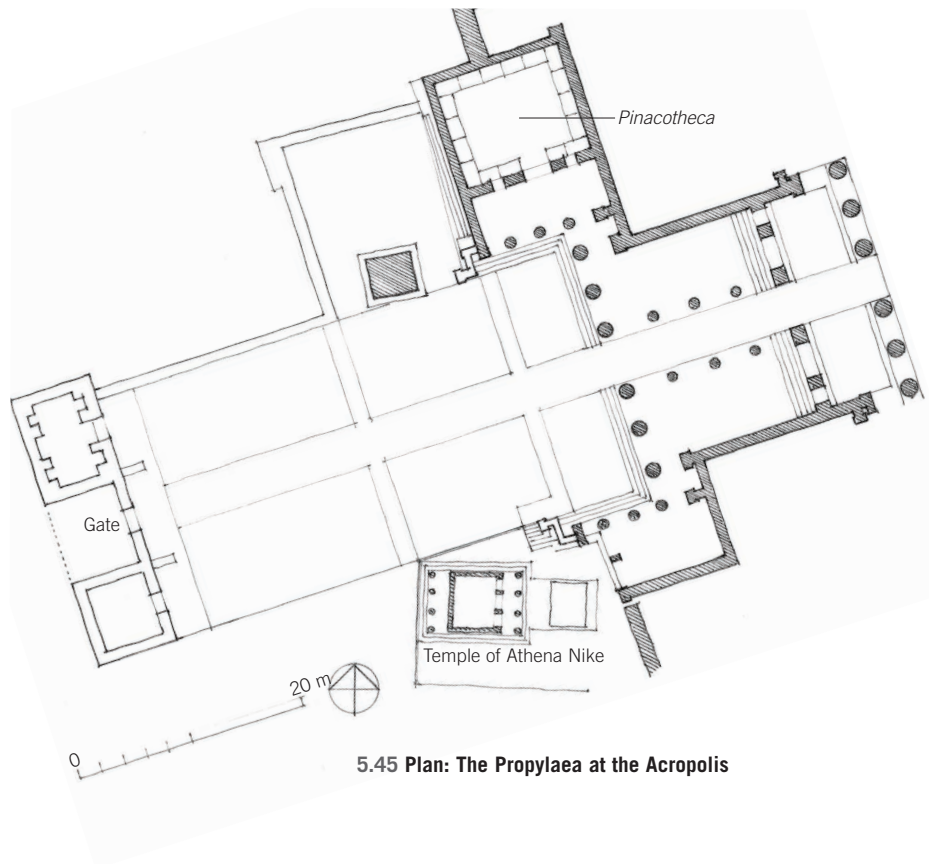 Pinacotheca
Gate
Temple of Athena Nike
0
20 m
5.45 Plan: The Propylaea at the Acropolis